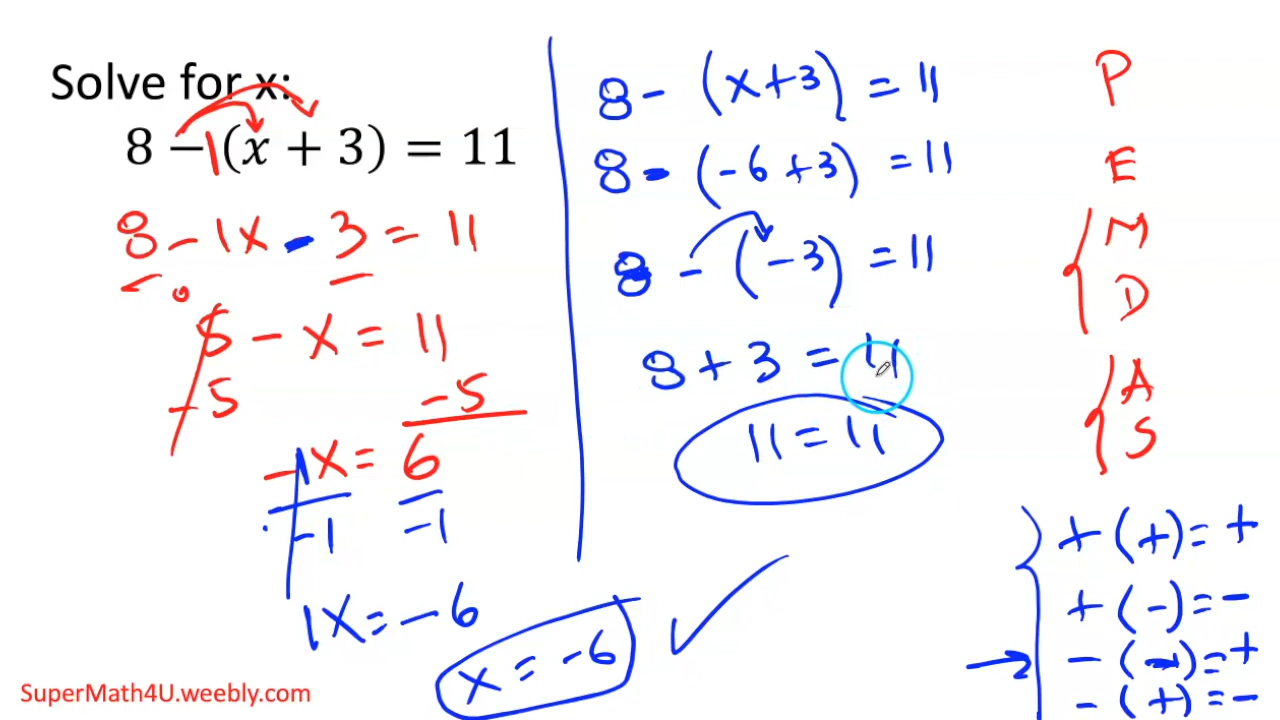 Solve for x:
8 − 1(x + 3) = 11
8 - 1x - 3 = 11
5 - x = 11
-5 -5
-1x = 6
-1 -1
1x = -6
x = -6
SuperMath4U.weebly.com
8 - (x+3) = 11
8 - (-6+3) = 11
8 - (-3) = 11
8 + 3 = 11
11 = 11
P
E
M
D
A
S
+ (+) = +
+ (-) = -
- (-) = +
- (+) = -